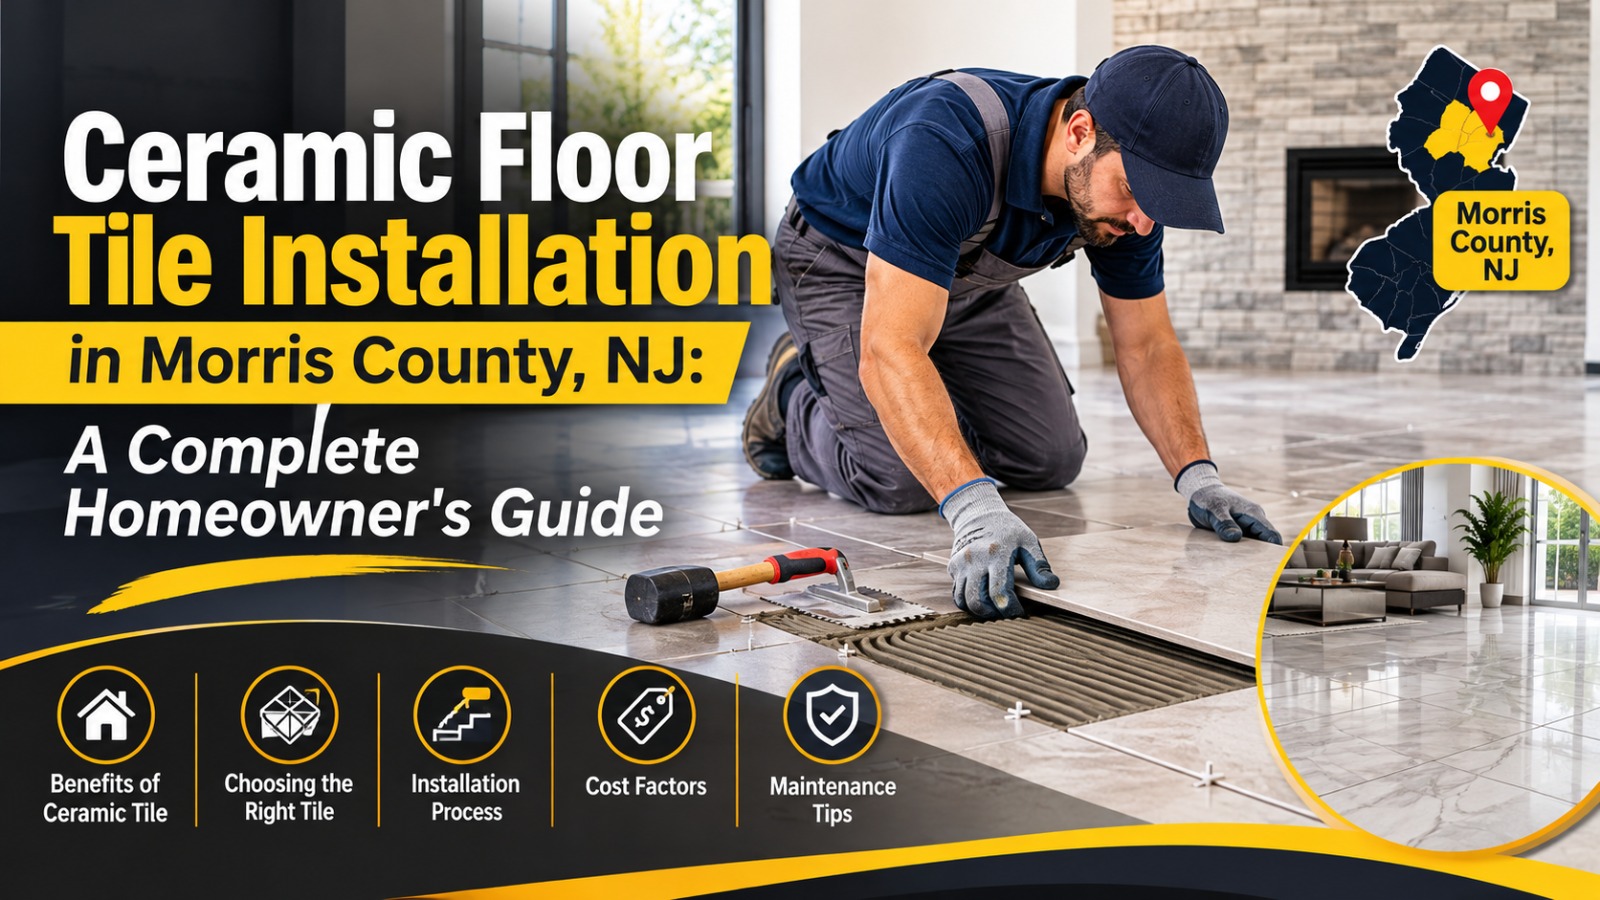 Ceramic Floor
Tile Installation
in Morris County, NJ:
A Complete
Homeowner's Guide
Morris
County,
NJ
Benefits of
Ceramic Tile
Choosing the
Right Tile
Installation
Process
Cost Factors
Maintenance
Tips